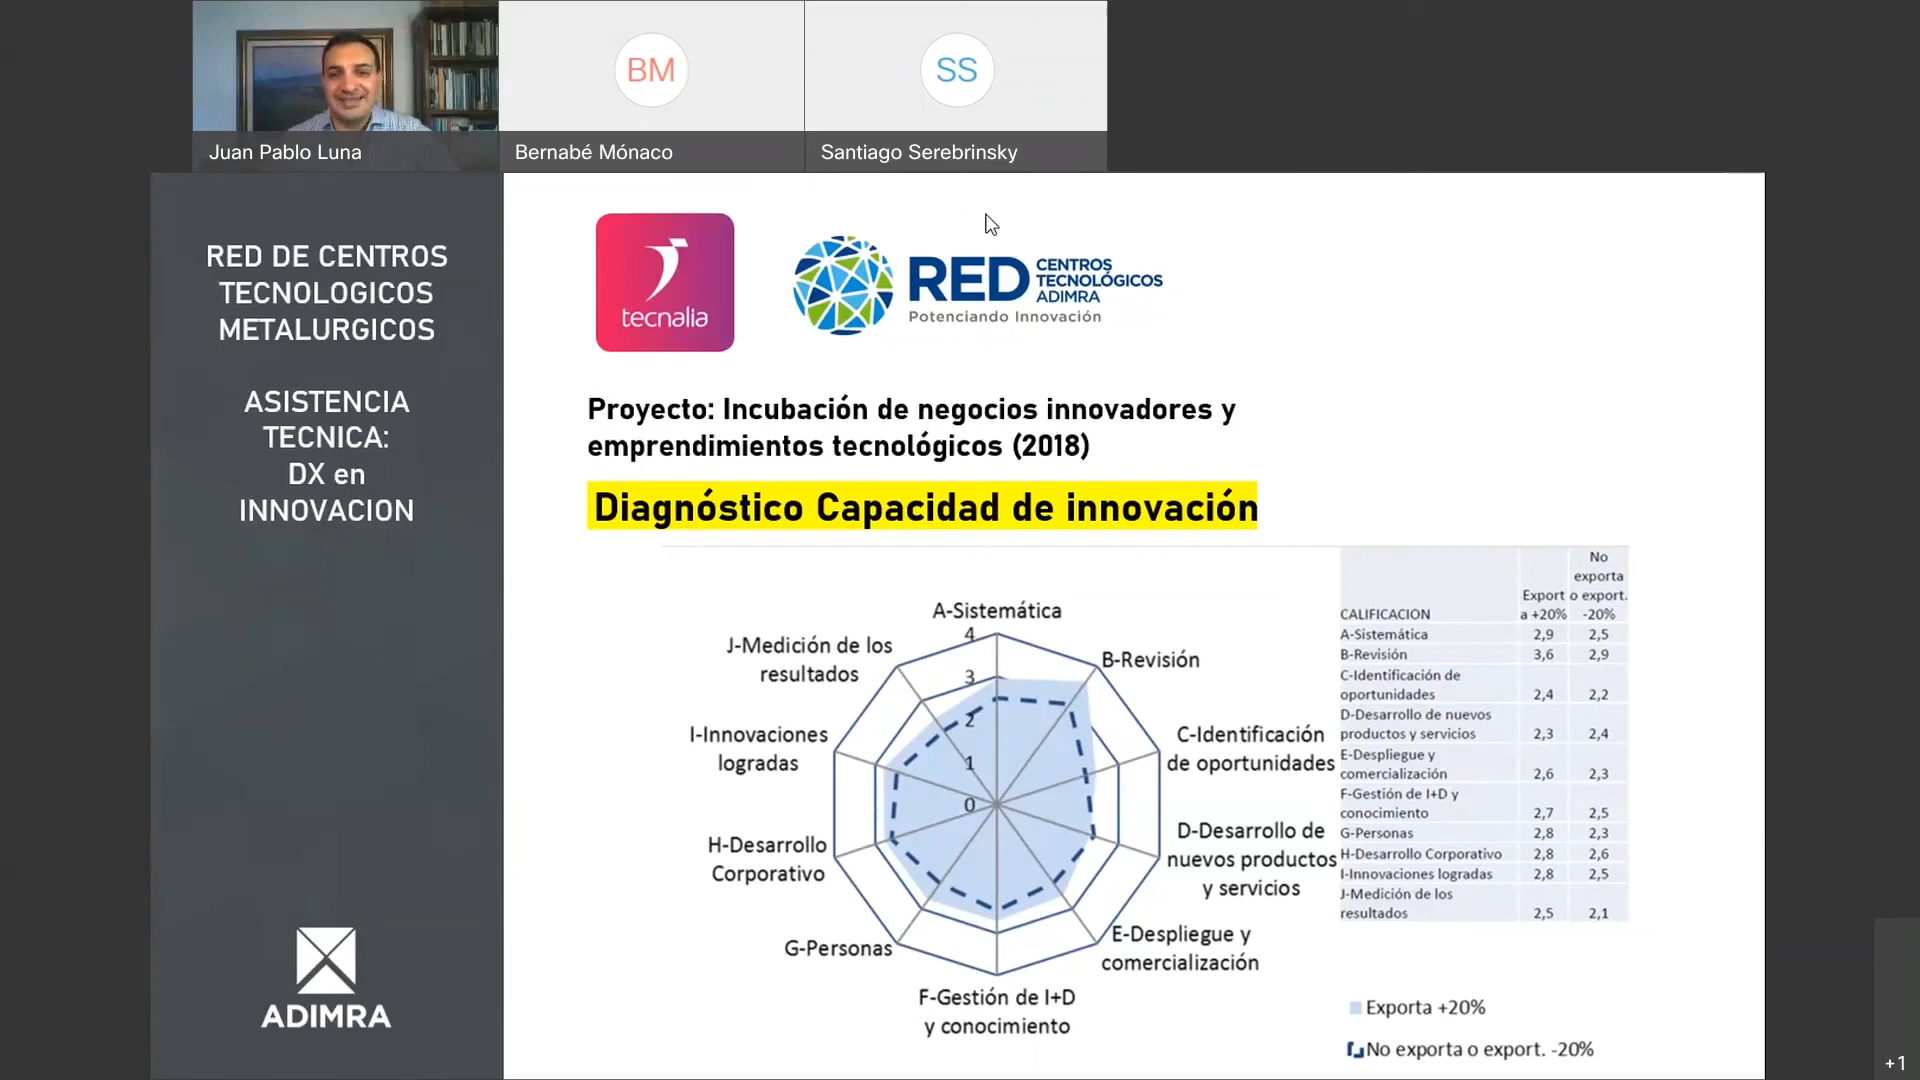 BM
SS
Juan Pablo Luna
Bernabé Mónaco
Santiago Serebrinsky
RED DE CENTROS
TECNOLOGICOS
METALURGICOS
ASISTENCIA
TECNICA:
DX en
INNOVACION
ADIMRA
tecnalia
RED
CENTROS
TECNOLÓGICOS
ADIMRA
Potenciando Innovación
Proyecto: Incubación de negocios innovadores y
emprendimientos tecnológicos (2018)
Diagnóstico Capacidad de innovación
A-Sistemática
B-Revisión
C-Identificación
de oportunidades
D-Desarrollo de
nuevos productos
y servicios
E-Despliegue y
comercialización
F-Gestión de I+D
y conocimiento
G-Personas
H-Desarrollo
Corporativo
I-Innovaciones
logradas
J-Medición de los
resultados
4
3
2
1
0
No
exporta
Export o export.
CALIFICACION a +20% -20%
A-Sistemática 2,9 2,5
B-Revisión 3,6 2,9
C-Identificación de
oportunidades 2,4 2,2
D-Desarrollo de nuevos
productos y servicios 2,3 2,4
E-Despliegue y
comercialización 2,6 2,3
F-Gestión de I+D y
conocimiento 2,7 2,5
G-Personas 2,8 2,3
H-Desarrollo Corporativo 2,8 2,6
I-Innovaciones logradas 2,8 2,5
J-Medición de los
resultados 2,5 2,1
Exporta +20%
No exporta o export. -20%
+1